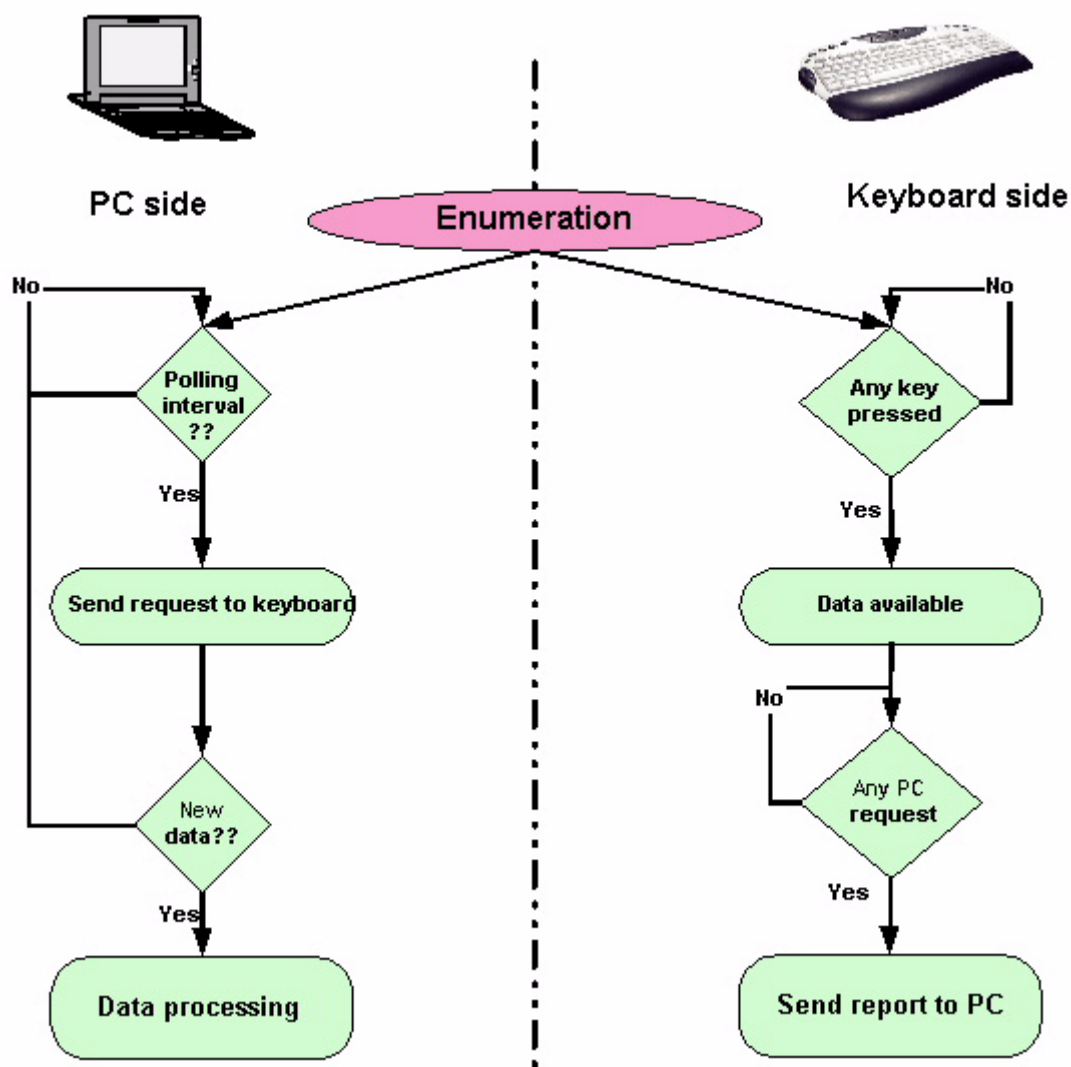 PC side
Keyboard side
Enumeration
No
No
Polling
interval
??
Any key
pressed
Yes
Yes
Send request to keyboard
Data available
No
New
data??
Any PC
request
Yes
Yes
Data processing
Send report to PC